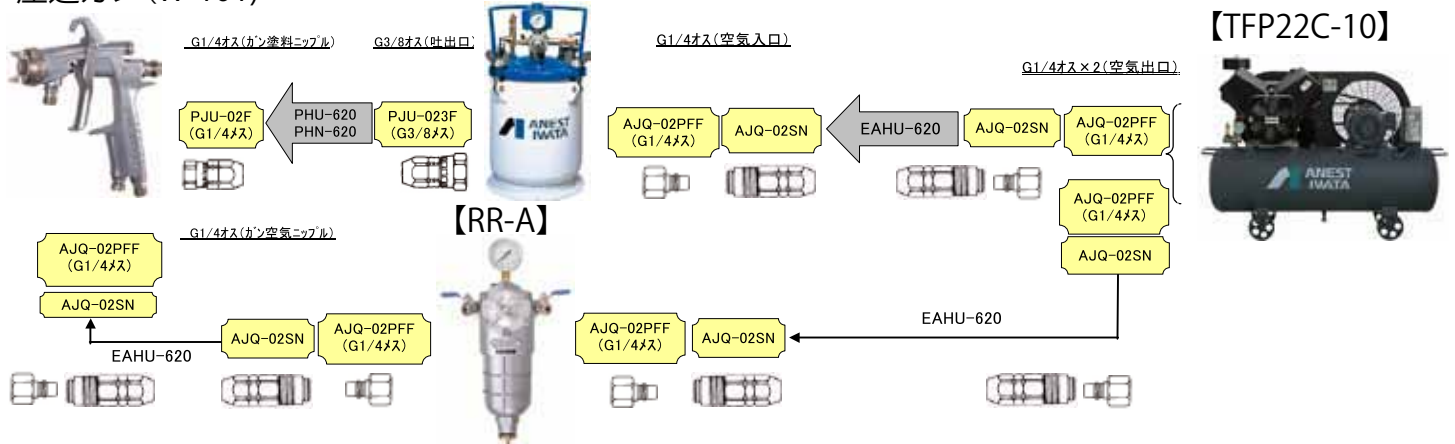 G1/4オス(ガン塗料ニップル)
G3/8オス(吐出口)
G1/4オス(空気入口)
【TFP22C-10】
G1/4オス×2(空気出口)
PJU-02F
(G1/4メス)
PHU-620
PHN-620
PJU-023F
(G3/8メス)
ANEST
IWATA
AJQ-02PFF
(G1/4メス)
AJQ-02SN
EAHU-620
AJQ-02SN
AJQ-02PFF
(G1/4メス)
ANEST
IWATA
AJQ-02PFF
(G1/4メス)
AJQ-02SN
G1/4オス(ガン空気ニップル)
【RR-A】
AJQ-02PFF
(G1/4メス)
AJQ-02SN
EAHU-620
AJQ-02SN
AJQ-02PFF
(G1/4メス)
AJQ-02PFF
(G1/4メス)
AJQ-02SN
EAHU-620